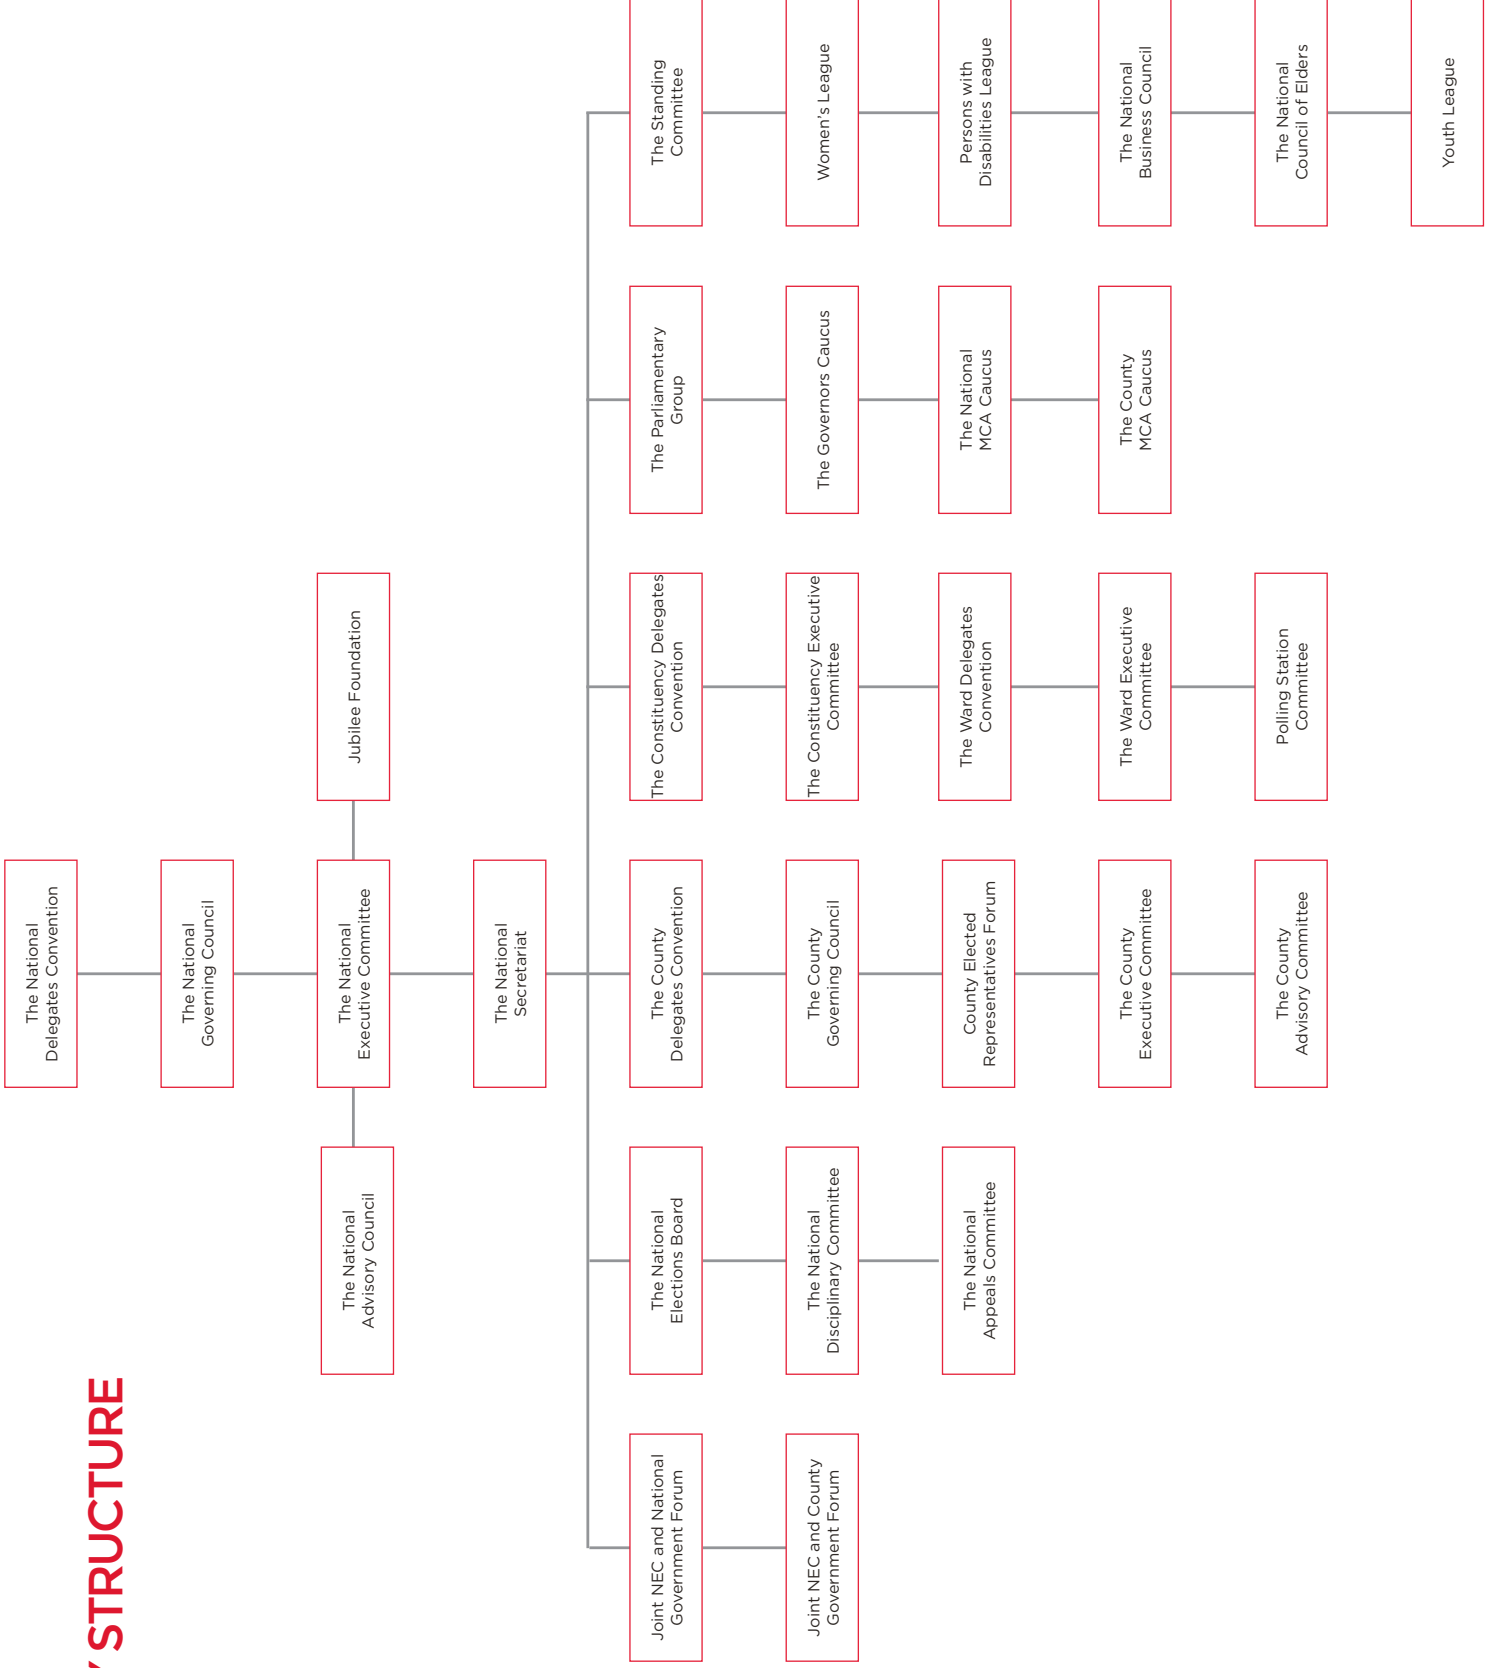 STRUCTURE
The National
Delegates Convention
The National
Governing Council
The National
Advisory Council
The National
Executive Committee
Jubilee Foundation
The National
Secretariat
Joint NEC and National
Government Forum
The National
Elections Board
The County
Delegates Convention
The Constituency Delegates
Convention
The Parliamentary
Group
The Standing
Committee
Joint NEC and County
Government Forum
The National
Disciplinary Committee
The County
Governing Council
The Constituency Executive
Committee
The Governors Caucus
Women's League
The National
Appeals Committee
County Elected
Representatives Forum
The Ward Delegates
Convention
The National
MCA Caucus
Persons with
Disabilities League
The County
Executive Committee
The Ward Executive
Committee
The County
MCA Caucus
The National
Business Council
The County
Advisory Committee
Polling Station
Committee
The National
Council of Elders
Youth League